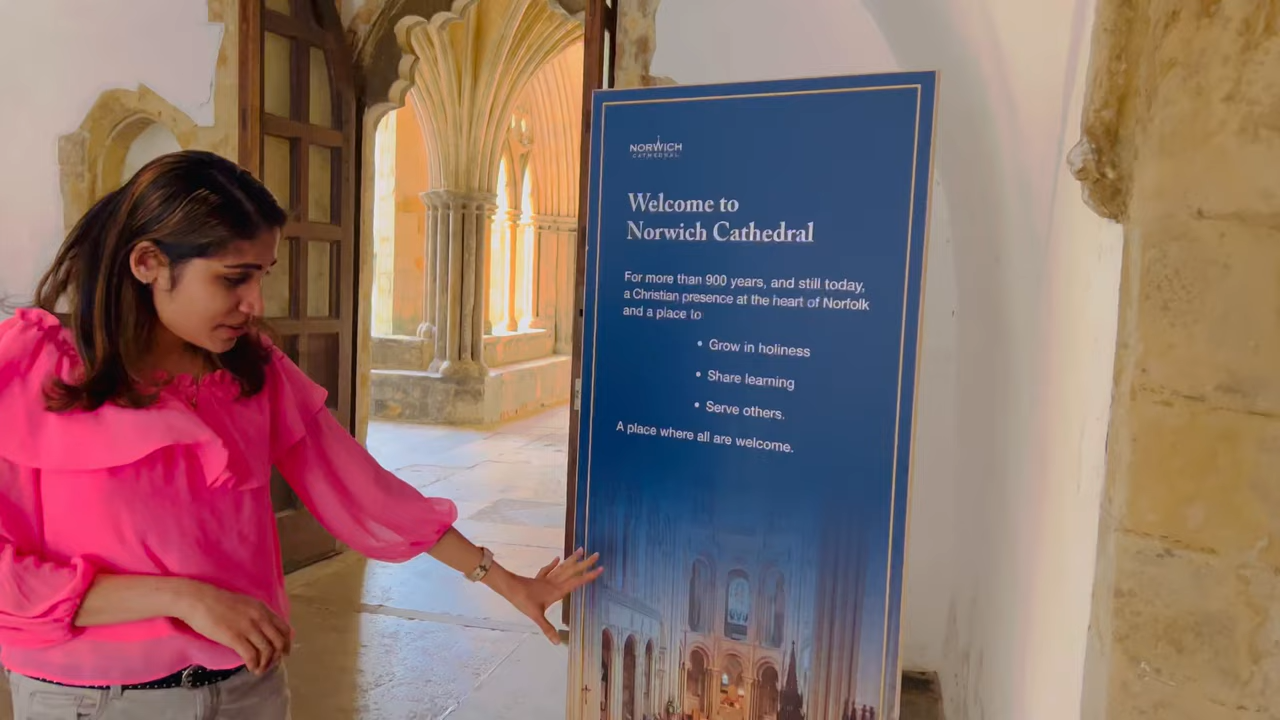 NORWICH
CATHEDRAL
Welcome to
Norwich Cathedral
For more than 900 years, and still today,
a Christian presence at the heart of Norfolk
and a place to
• Grow in holiness
• Share learning
• Serve others.
A place where all are welcome.